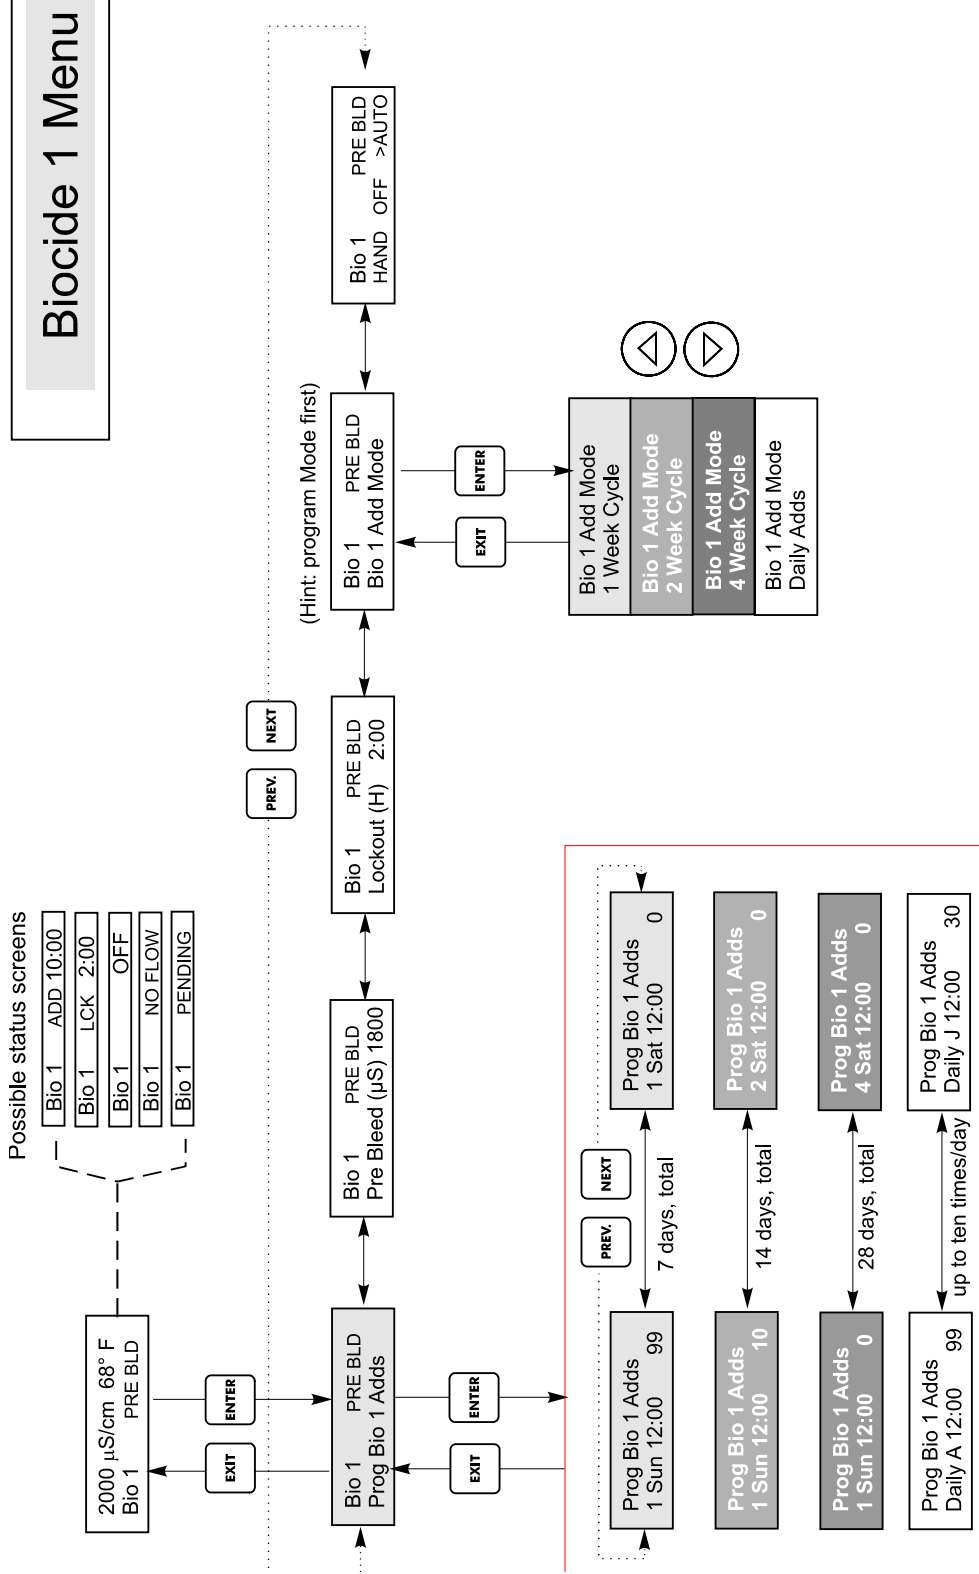 Biocide 1 Menu
Possible status screens
Bio 1 ADD 10:00
Bio 1 LCK 2:00
Bio 1 OFF
Bio 1 NO FLOW
Bio 1 PENDING
2000 µS/cm 68° F
Bio 1 PRE BLD
EXIT
ENTER
PREV.
NEXT
(Hint: program Mode first)
Bio 1 PRE BLD
Prog Bio 1 Adds
Bio 1 PRE BLD
Pre Bleed (µS) 1800
Bio 1 PRE BLD
Lockout (H) 2:00
Bio 1 PRE BLD
Bio 1 Add Mode
Bio 1 PRE BLD
HAND OFF >AUTO
EXIT
ENTER
EXIT
ENTER
Bio 1 Add Mode
1 Week Cycle
Bio 1 Add Mode
2 Week Cycle
Bio 1 Add Mode
4 Week Cycle
Bio 1 Add Mode
Daily Adds
PREV.
NEXT
Prog Bio 1 Adds
1 Sun 12:00 99
7 days, total
Prog Bio 1 Adds
1 Sat 12:00 0
Prog Bio 1 Adds
1 Sun 12:00 10
14 days, total
Prog Bio 1 Adds
2 Sat 12:00 0
Prog Bio 1 Adds
1 Sun 12:00 0
28 days, total
Prog Bio 1 Adds
4 Sat 12:00 0
Prog Bio 1 Adds
Daily A 12:00 99
up to ten times/day
Prog Bio 1 Adds
Daily J 12:00 30